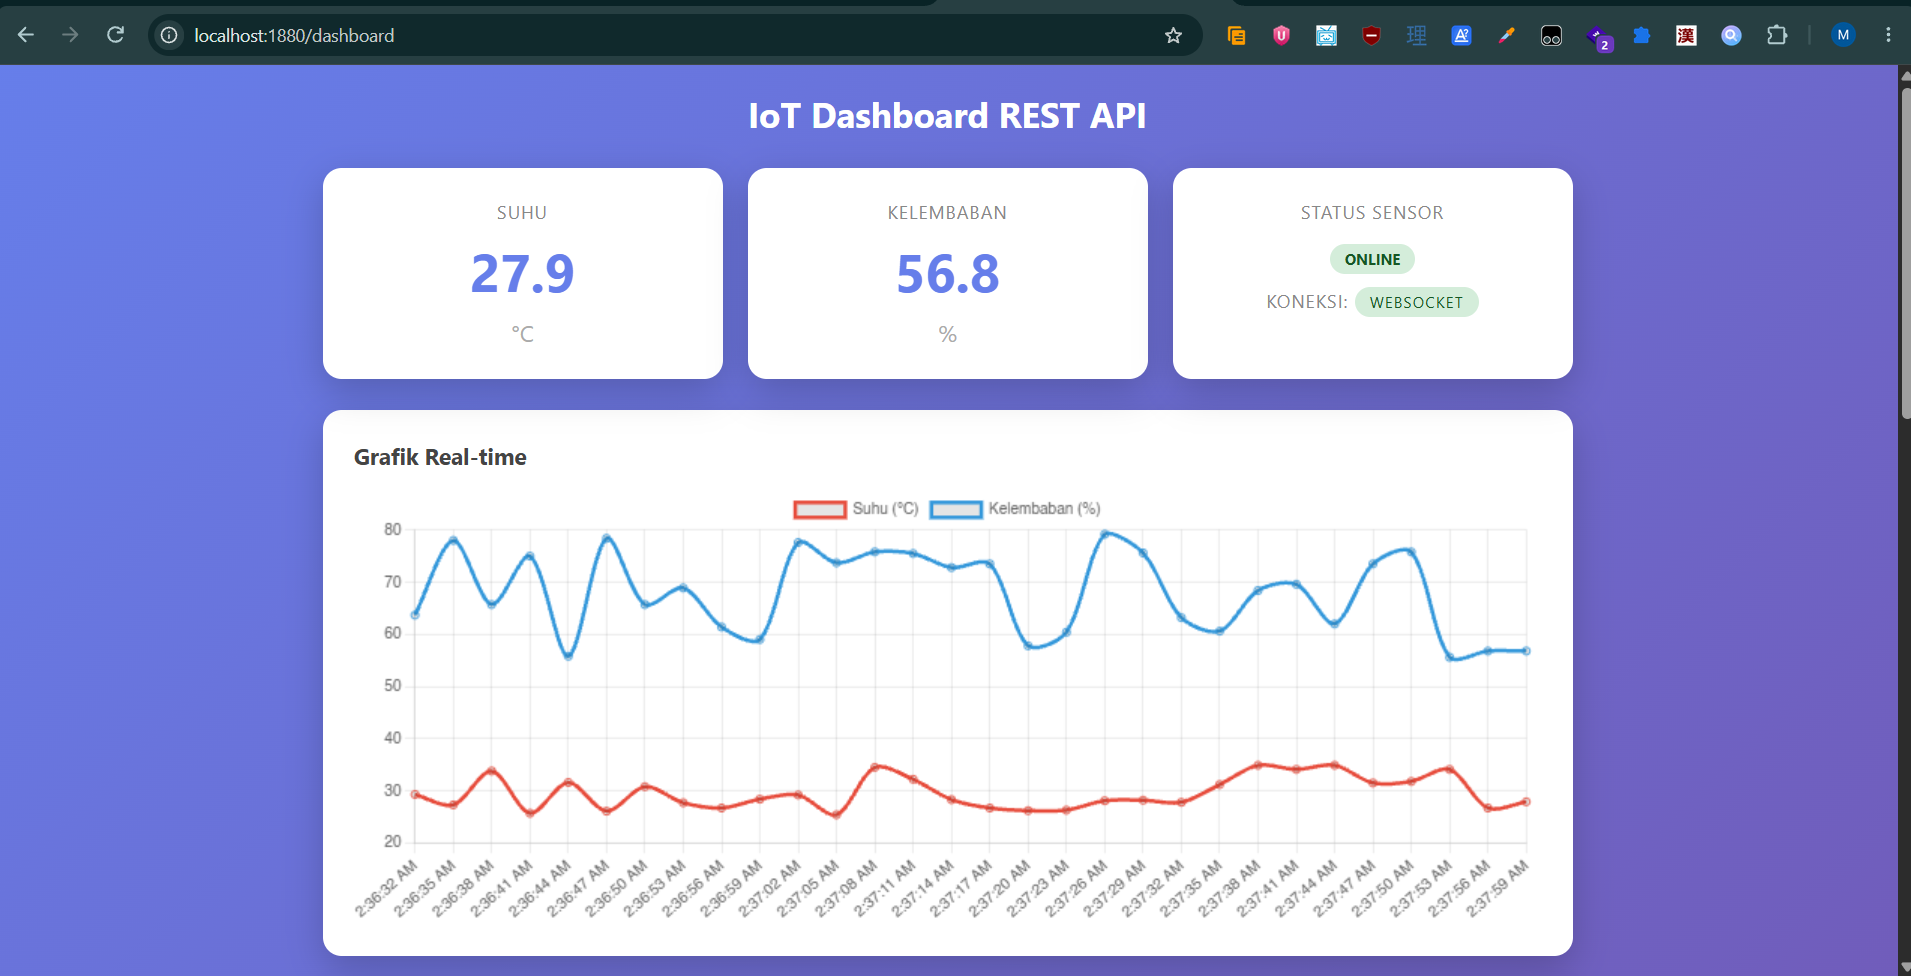 localhost:1880/dashboard
2
M
IoT Dashboard REST API
SUHU
27.9
°C
KELEMBABAN
56.8
%
STATUS SENSOR
ONLINE
KONEKSI: WEBSOCKET
Grafik Real-time
Suhu (°C) Kelembaban (%)
80
70
60
50
40
30
20
2:36:32 AM
2:36:35 AM
2:36:38 AM
2:36:41 AM
2:36:44 AM
2:36:47 AM
2:36:50 AM
2:36:53 AM
2:36:56 AM
2:36:59 AM
2:37:02 AM
2:37:05 AM
2:37:08 AM
2:37:11 AM
2:37:14 AM
2:37:17 AM
2:37:20 AM
2:37:23 AM
2:37:26 AM
2:37:29 AM
2:37:32 AM
2:37:35 AM
2:37:38 AM
2:37:41 AM
2:37:44 AM
2:37:47 AM
2:37:50 AM
2:37:53 AM
2:37:56 AM
2:37:59 AM